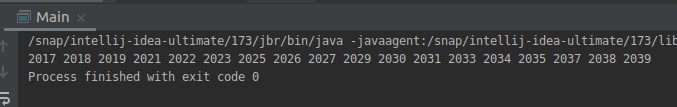 Main
/snap/intellij-idea-ultimate/173/jbr/bin/java -javaagent:/snap/intellij-idea-ultimate/173/lib
2017 2018 2019 2021 2022 2023 2025 2026 2027 2029 2030 2031 2033 2034 2035 2037 2038 2039
Process finished with exit code 0